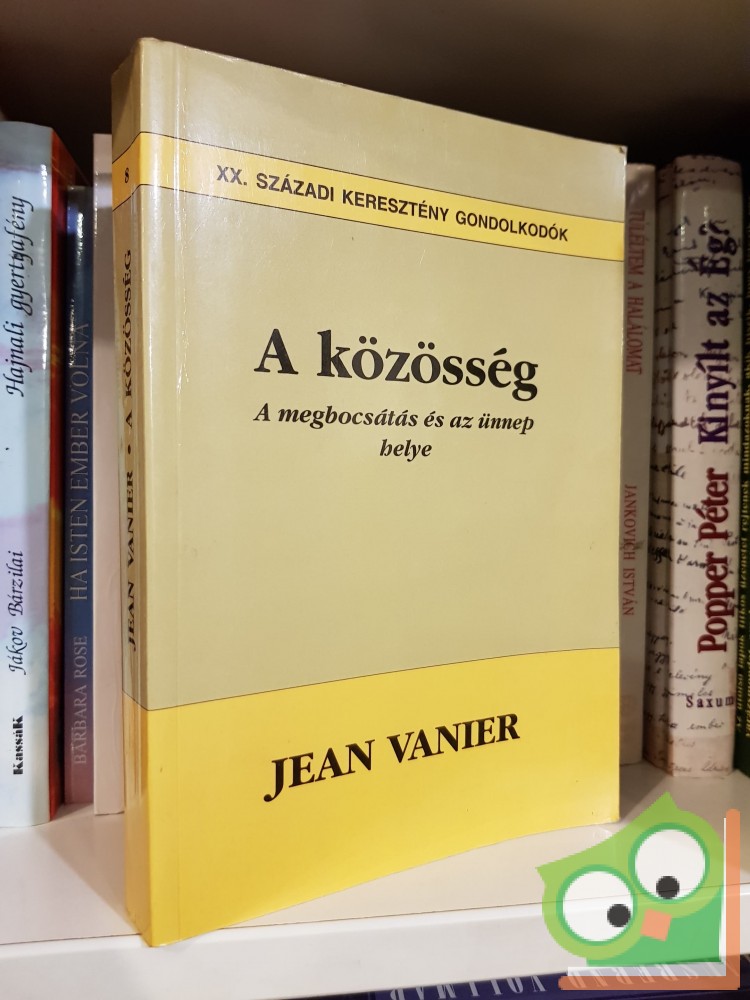 XX. SZÁZADI KERESZTÉNY GONDOLKODÓK
A közösség
A megbocsátás és az ünnep
helye
JEAN VANIER
8
JEAN VANIER • A KÖZÖSSÉG
Jákov Bárzilai
Hajnali gyertyafény
KassáK
BARBARA ROSE
HA ISTEN EMBER VOLNA
TÚLÉLTEM A HALÁLOMAT
JANKOVICH ISTVÁN
Popper Péter
Kinyílt az Ég?
Saxum